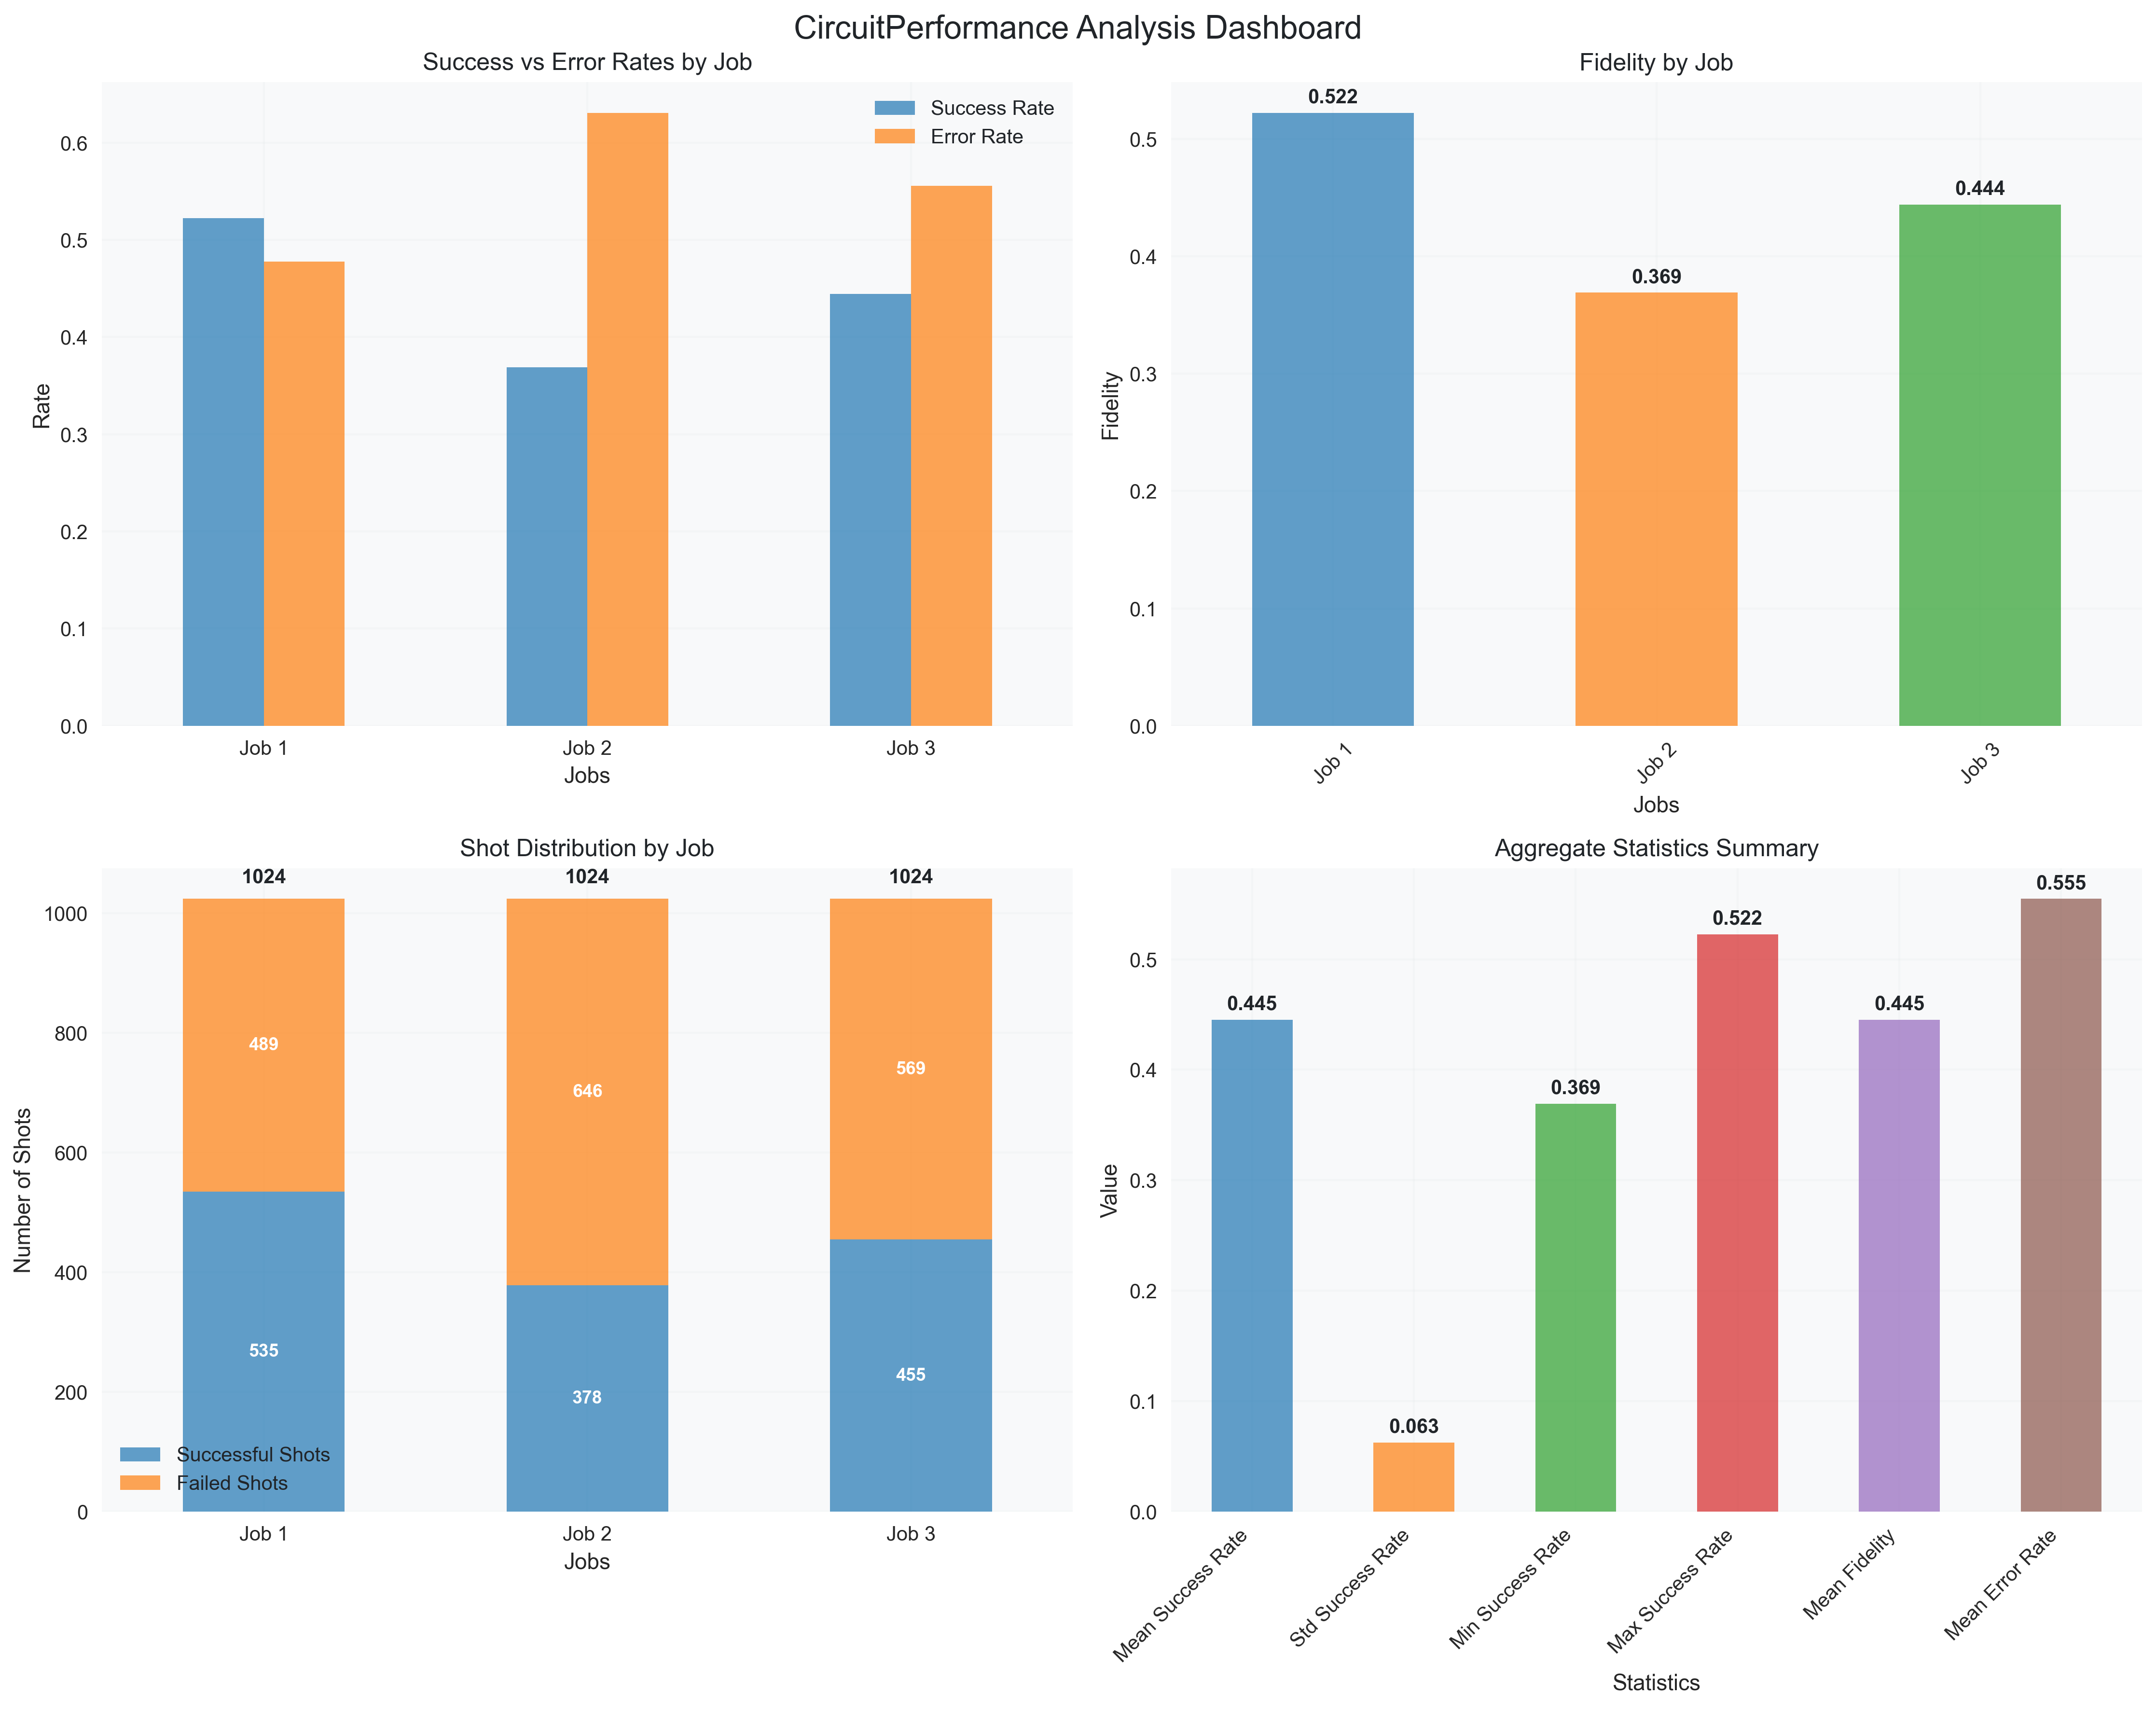 CircuitPerformance Analysis Dashboard
Success vs Error Rates by Job
Success Rate
Error Rate
0.6
0.5
0.4
0.3
0.2
0.1
0.0
Rate
Job 1
Job 2
Job 3
Jobs
Fidelity by Job
0.522
0.369
0.444
0.5
0.4
0.3
0.2
0.1
0.0
Fidelity
Job 1
Job 2
Job 3
Jobs
Shot Distribution by Job
1024
1024
1024
1000
800
600
400
200
0
Number of Shots
489
646
569
535
378
455
Successful Shots
Failed Shots
Job 1
Job 2
Job 3
Jobs
Aggregate Statistics Summary
0.445
0.063
0.369
0.522
0.445
0.555
0.5
0.4
0.3
0.2
0.1
0.0
Value
Mean Success Rate
Std Success Rate
Min Success Rate
Max Success Rate
Mean Fidelity
Mean Error Rate
Statistics